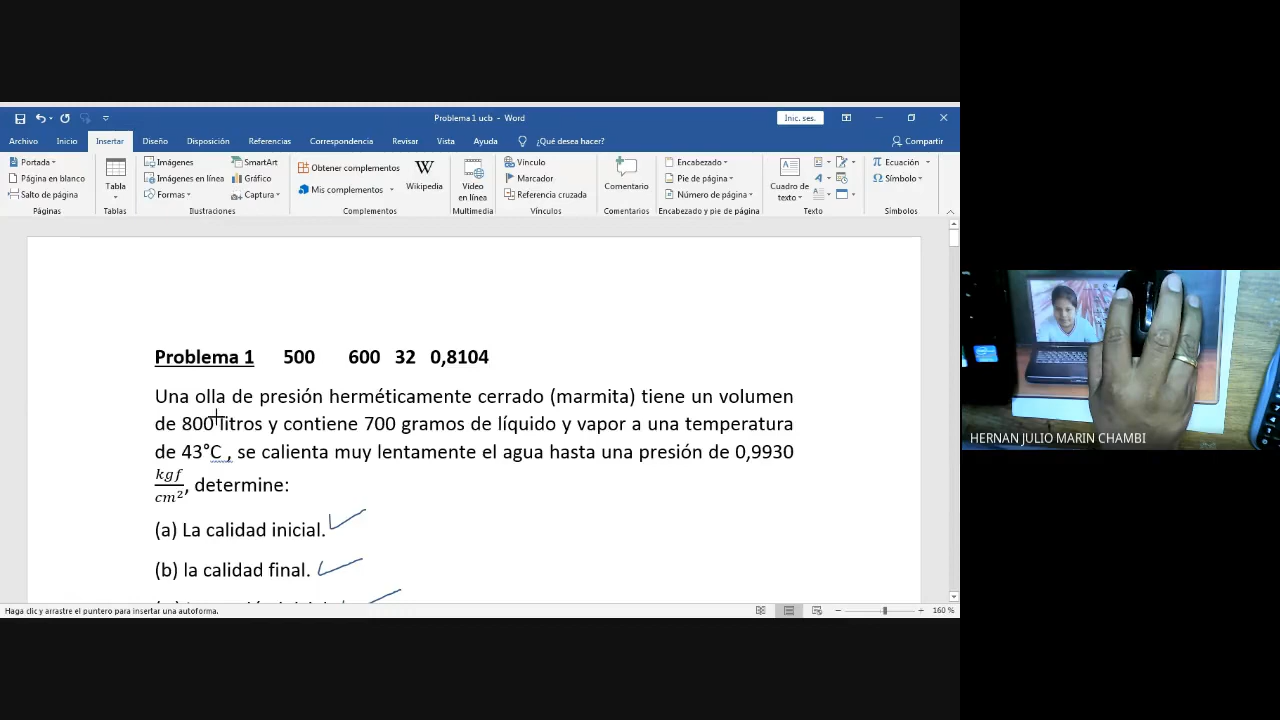 Problema 1 ucb - Word
Inic. ses.
Archivo Inicio Insertar Diseño Disposición Referencias Correspondencia Revisar Vista Ayuda ¿Qué desea hacer? Compartir
Portada
Página en blanco
Salto de página
Páginas
Tabla
Tablas
Imágenes
Imágenes en línea
Formas
SmartArt
Gráfico
Captura
Ilustraciones
Obtener complementos
Mis complementos
Wikipedia
Complementos
Vídeo
en línea
Multimedia
Vínculo
Marcador
Referencia cruzada
Vínculos
Comentario
Comentarios
Encabezado
Pie de página
Número de página
Encabezado y pie de página
Cuadro de
texto
Texto
Ecuación
Símbolo
Símbolos
Problema 1 500 600 32 0,8104
Una olla de presión herméticamente cerrado (marmita) tiene un volumen
de 800 litros y contiene 700 gramos de líquido y vapor a una temperatura
de 43°C , se calienta muy lentamente el agua hasta una presión de 0,9930
kgf/cm², determine:
(a) La calidad inicial.
(b) la calidad final.
Haga clic y arrastre el puntero para insertar una autoforma.
160 %
HERNAN JULIO MARIN CHAMBI